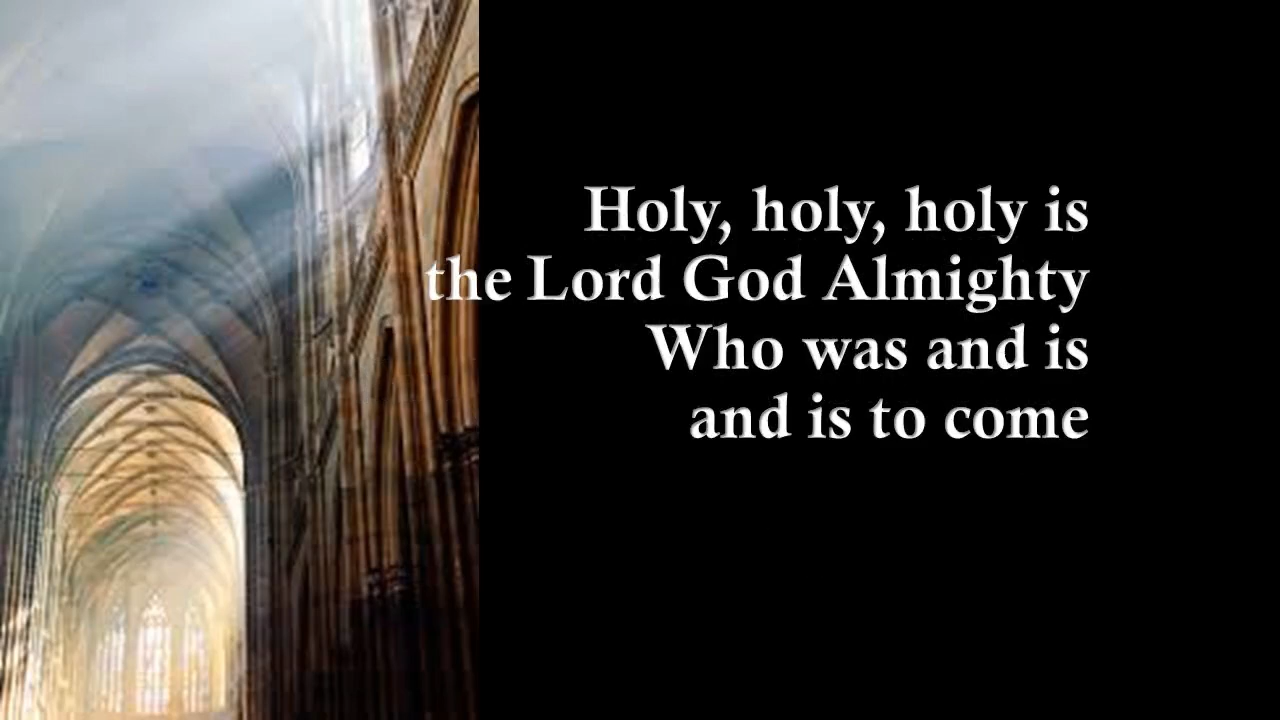 Holy, holy, holy is
the Lord God Almighty
Who was and is
and is to come